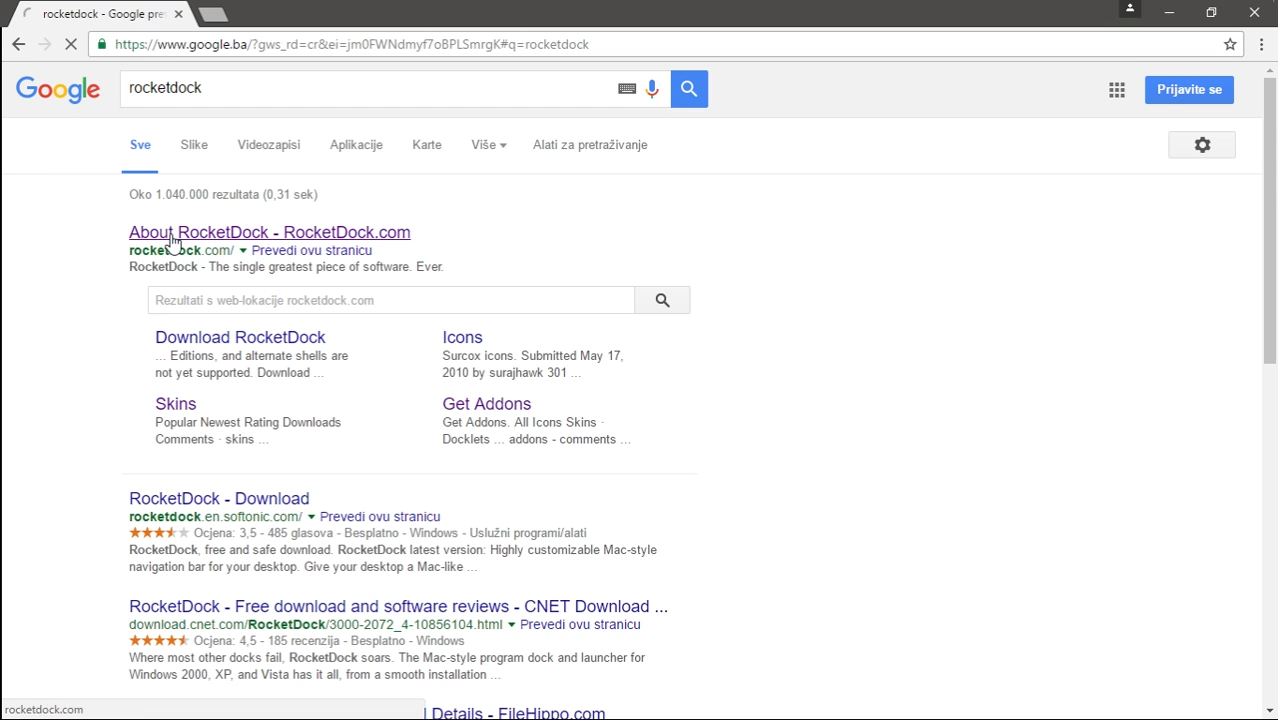 rocketdock - Google pre
https://www.google.ba/?gws_rd=cr&ei=jm0FWNdmyf7oBPLSmrgK#q=rocketdock
Google
rocketdock
Prijavite se
Sve Slike Videozapisi Aplikacije Karte Više Alati za pretraživanje
Oko 1.040.000 rezultata (0,31 sek)
About RocketDock - RocketDock.com
rocketdock.com/ Prevedi ovu stranicu
RocketDock - The single greatest piece of software. Ever.
Rezultati s web-lokacije rocketdock.com
Download RocketDock
... Editions, and alternate shells are
not yet supported. Download ...
Icons
Surcox icons. Submitted May 17,
2010 by surajhawk 301 ...
Skins
Popular Newest Rating Downloads
Comments · skins ...
Get Addons
Get Addons. All Icons Skins ·
Docklets ... addons - comments ...
RocketDock - Download
rocketdock.en.softonic.com/ Prevedi ovu stranicu
Ocjena: 3,5 - 485 glasova - Besplatno - Windows - Uslužni programi/alati
RocketDock, free and safe download. RocketDock latest version: Highly customizable Mac-style
navigation bar for your desktop. Give your desktop a Mac-like ...
RocketDock - Free download and software reviews - CNET Download ...
download.cnet.com/RocketDock/3000-2072_4-10856104.html Prevedi ovu stranicu
Ocjena: 4,5 - 185 recenzija - Besplatno - Windows
Where most other docks fail, RocketDock soars. The Mac-style program dock and launcher for
Windows 2000, XP, and Vista has it all, from a smooth installation ...
Details - FileHippo.com
rocketdock.com